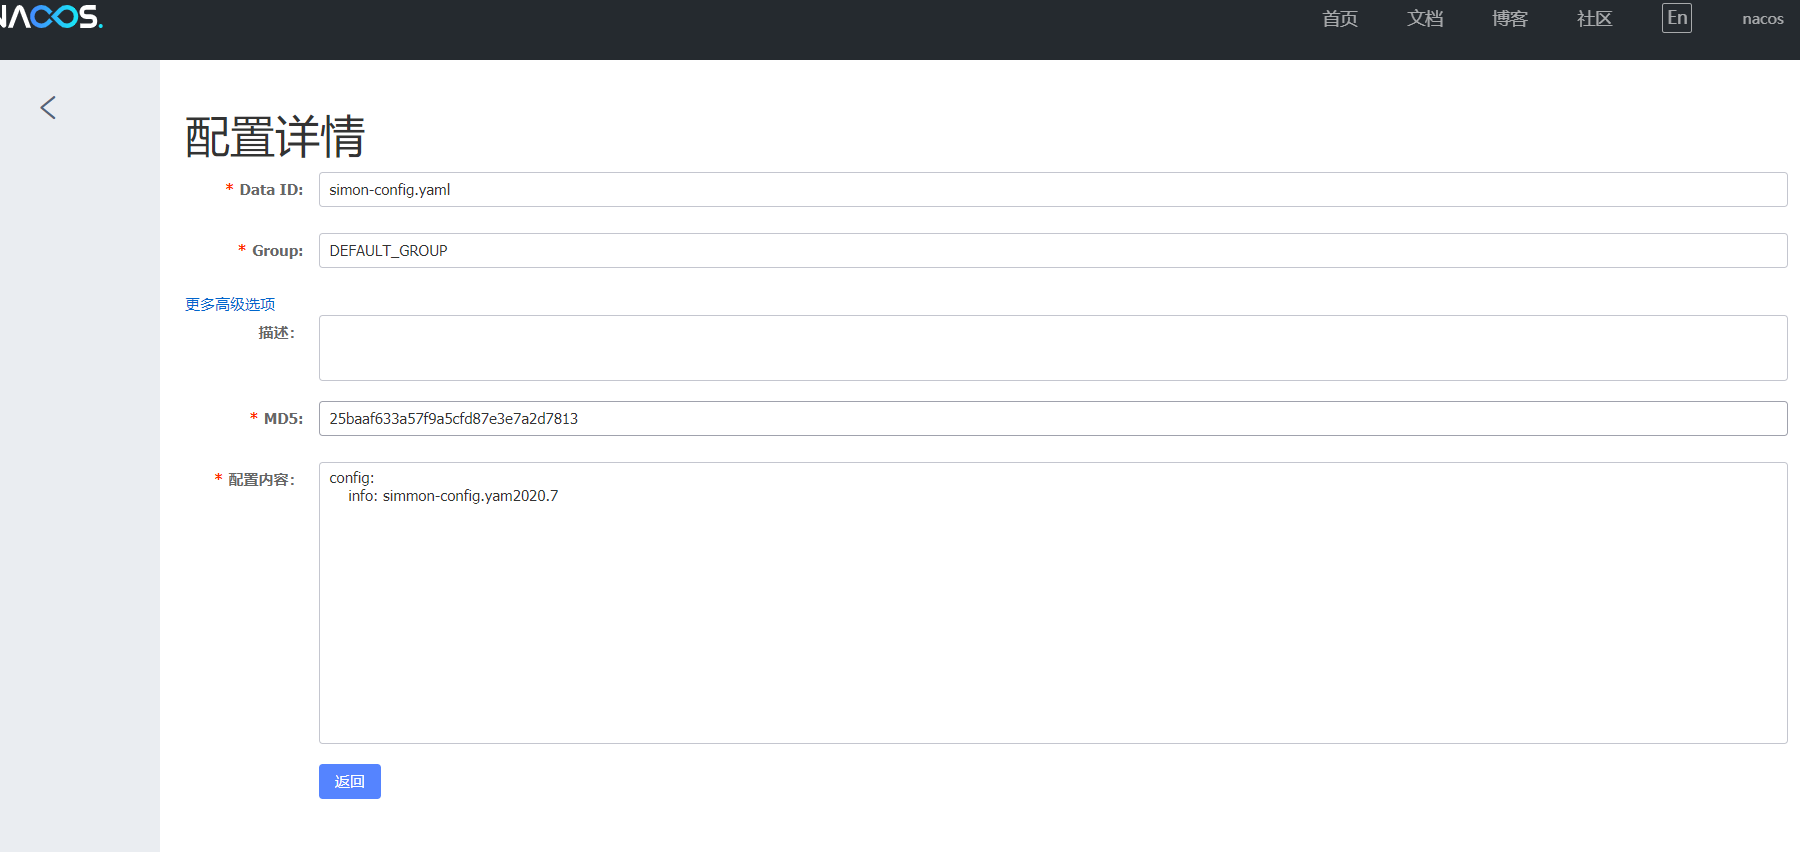 NACOS.
首页 文档 博客 社区 En nacos
配置详情
* Data ID: simon-config.yaml
* Group: DEFAULT_GROUP
更多高级选项
描述:
* MD5: 25baaf633a57f9a5cfd87e3e7a2d7813
* 配置内容: config:
info: simmon-config.yam2020.7
返回